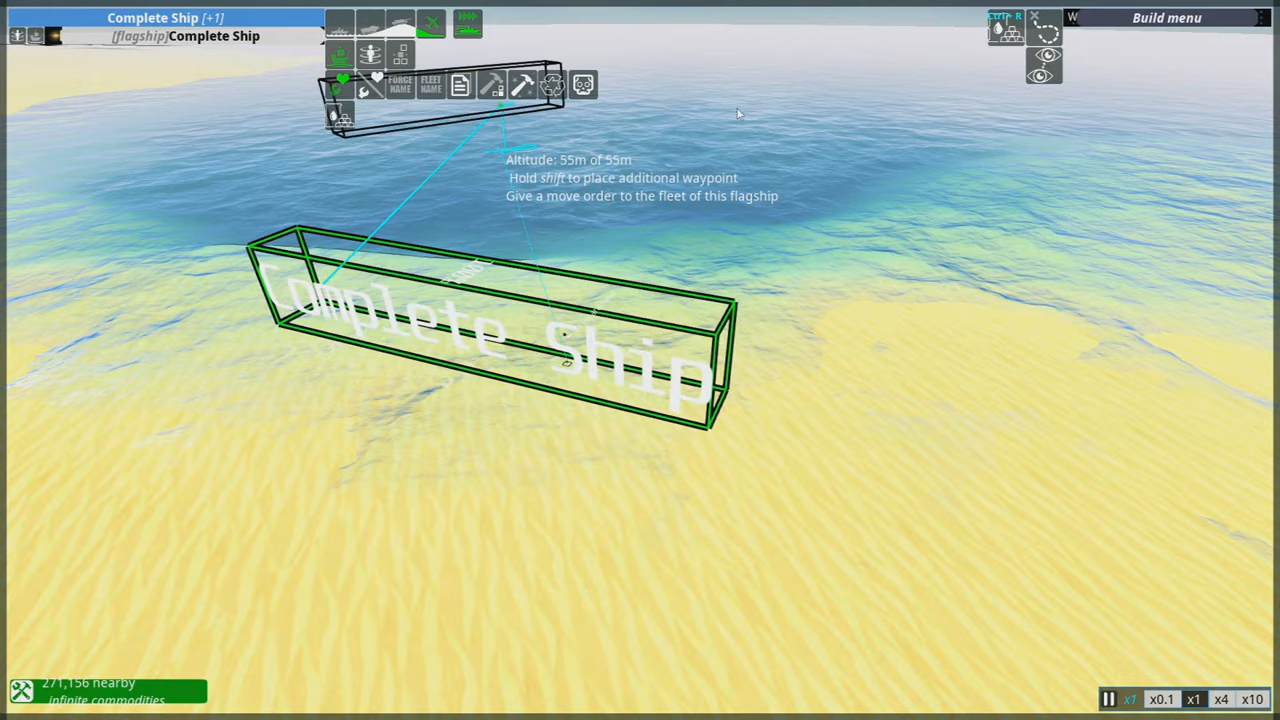 Complete Ship [+1]
[flagship]Complete Ship
FORCE NAME
FLEET NAME
Ctrl+ R
W
Build menu
Altitude: 55m of 55m
Hold shift to place additional waypoint
Give a move order to the fleet of this flagship
Complete Ship
271,156 nearby
infinite commodities
x1
x0.1
x1
x4
x10